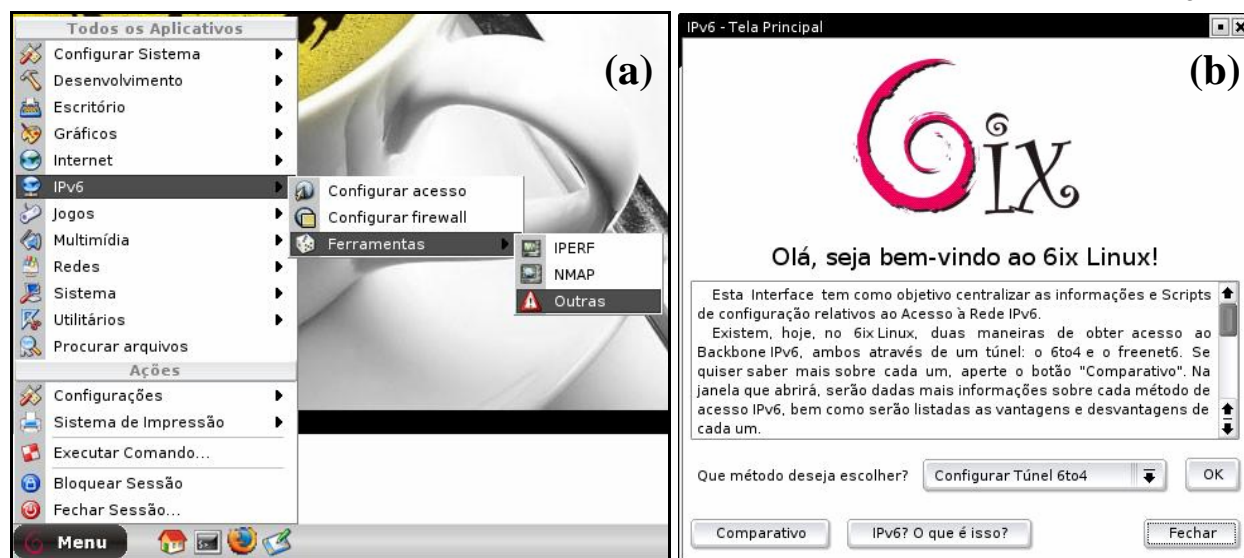 Todos os Aplicativos
Configurar Sistema
Desenvolvimento
Escritório
Gráficos
Internet
IPv6
Jogos
Multimídia
Redes
Sistema
Utilitários
Procurar arquivos
Ações
Configurações
Sistema de Impressão
Executar Comando...
Bloquear Sessão
Fechar Sessão...
Menu
Configurar acesso
Configurar firewall
Ferramentas
IPERF
NMAP
Outras
(a)
IPv6 - Tela Principal
(b)
6ix
Olá, seja bem-vindo ao 6ix Linux!
Esta Interface tem como objetivo centralizar as informações e Scripts
de configuração relativos ao Acesso à Rede IPv6.
Existem, hoje, no 6ix Linux, duas maneiras de obter acesso ao
Backbone IPv6, ambos através de um túnel: o 6to4 e o freenet6. Se
quiser saber mais sobre cada um, aperte o botão "Comparativo". Na
janela que abrirá, serão dadas mais informações sobre cada método de
acesso IPv6, bem como serão listadas as vantagens e desvantagens de
cada um.
Que método deseja escolher?
Configurar Túnel 6to4
OK
Comparativo
IPv6? O que é isso?
Fechar